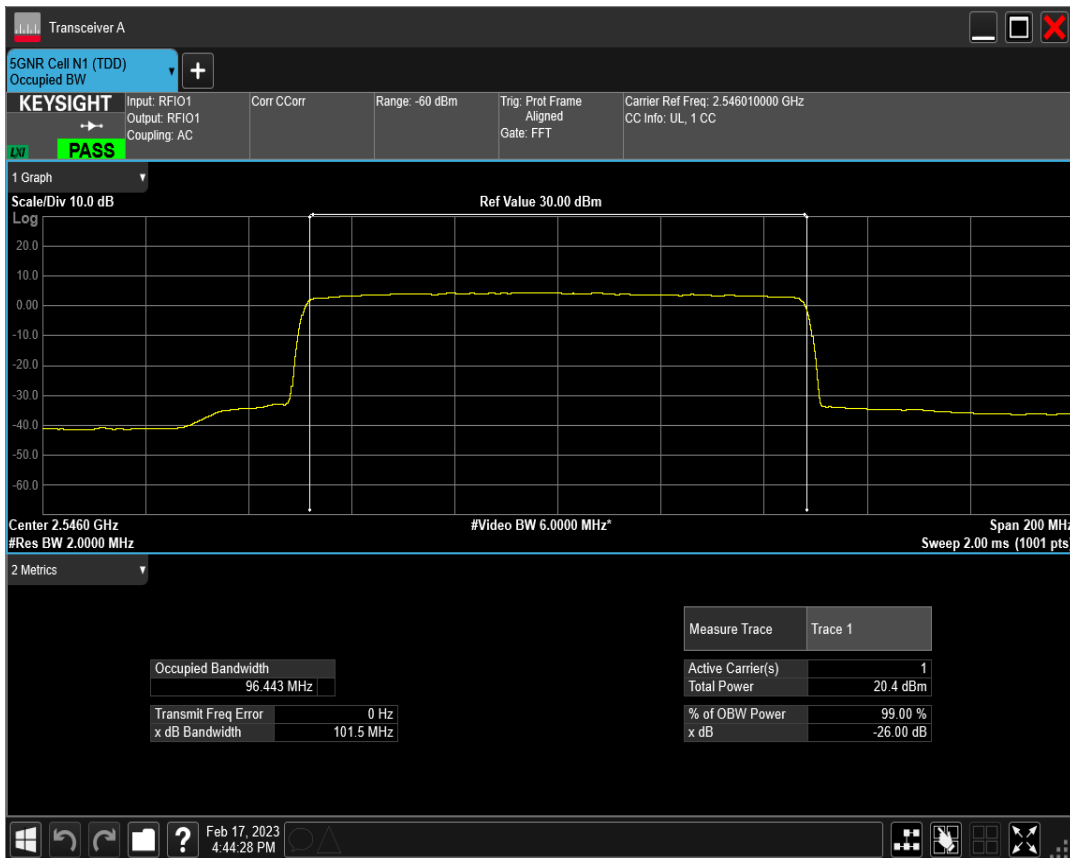 Transceiver A
5GNR Cell N1 (TDD)
Occupied BW
+
KEYSIGHT
LXI
PASS
Input: RFIO1
Output: RFIO1
Coupling: AC
Corr CCorr
Range: -60 dBm
Trig: Prot Frame
Aligned
Gate: FFT
Carrier Ref Freq: 2.546010000 GHz
CC Info: UL, 1 CC
1 Graph
Scale/Div 10.0 dB
Ref Value 30.00 dBm
Log
20.0
10.0
0.00
-10.0
-20.0
-30.0
-40.0
-50.0
-60.0
Center 2.5460 GHz
#Video BW 6.0000 MHz*
Span 200 MHz
#Res BW 2.0000 MHz
Sweep 2.00 ms (1001 pts)
2 Metrics
Measure Trace Trace 1
Occupied Bandwidth
96.443 MHz
Active Carrier(s) 1
Total Power 20.4 dBm
Transmit Freq Error 0 Hz
x dB Bandwidth 101.5 MHz
% of OBW Power 99.00 %
x dB -26.00 dB
?
Feb 17, 2023
4:44:28 PM